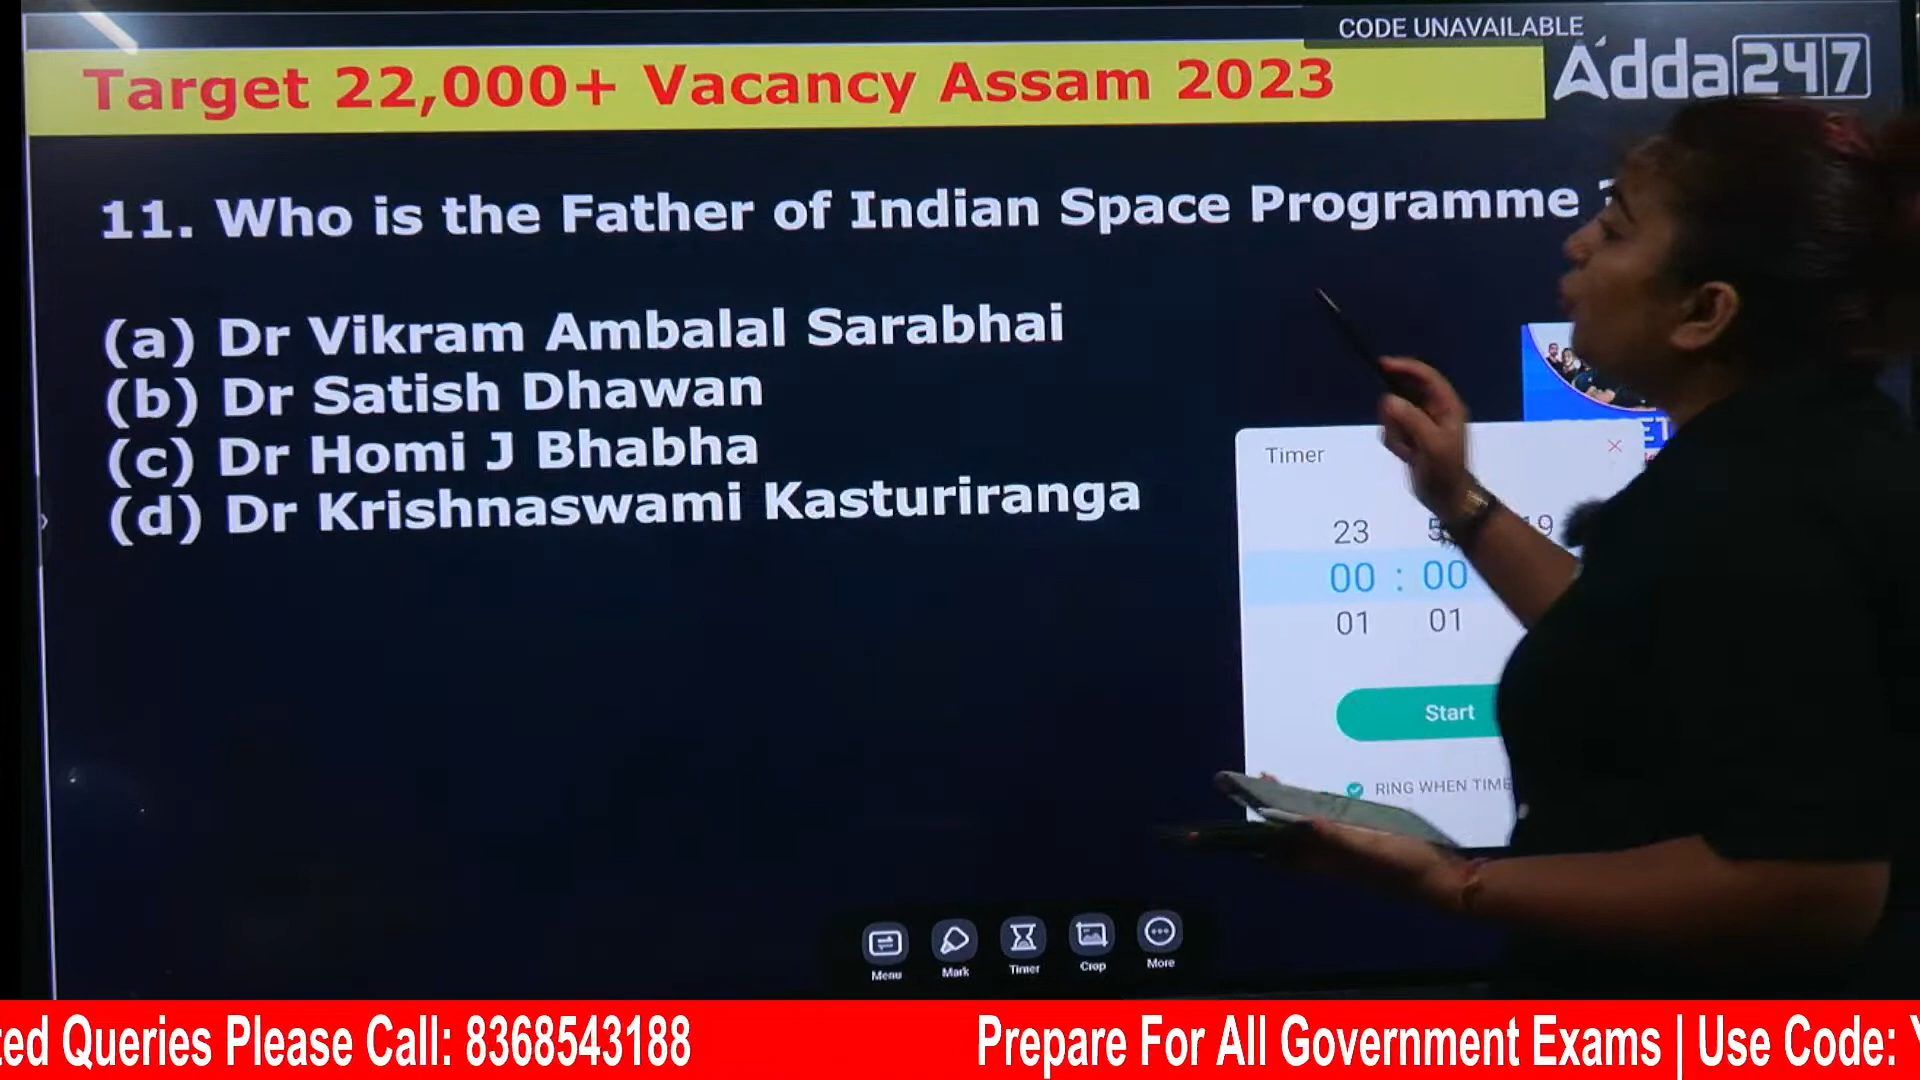 CODE UNAVAILABLE
Target 22,000+ Vacancy Assam 2023
Adda247
11. Who is the Father of Indian Space Programme ?
(a) Dr Vikram Ambalal Sarabhai
(b) Dr Satish Dhawan
(c) Dr Homi J Bhabha
(d) Dr Krishnaswami Kasturiranga
Timer
23
00 : 00
01 01
Start
RING WHEN TIME
Menu Mark Timer Crop More
ted Queries Please Call: 8368543188 Prepare For All Government Exams | Use Code: Y